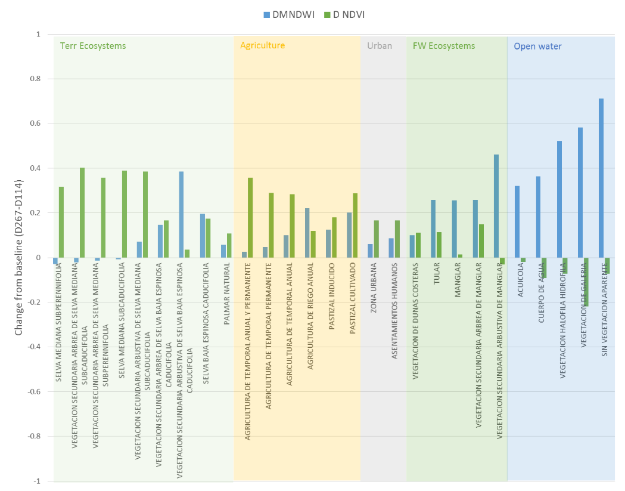 DMNDWI D NDVI
Change from baseline (D267-D114)
1
0.8
0.6
0.4
0.2
0
-0.2
-0.4
-0.6
-0.8
-1
Terr Ecosystems
Agriculture
Urban
FW Ecosystems
Open water
SELVA MEDIANA SUBPERENNIFOLIA
VEGETACION SECUNDARIA ARBREA DE SELVA MEDIANA
SUBCADUCIFOLIA
VEGETACION SECUNDARIA ARBREA DE SELVA MEDIANA
SUBPERENNIFOLIA
SELVA MEDIANA SUBCADUCIFOLIA
VEGETACION SECUNDARIA ARBUSTIVA DE SELVA MEDIANA
SUBCADUCIFOLIA
VEGETACION SECUNDARIA ARBREA DE SELVA BAJA ESPINOSA
CADUCIFOLIA
VEGETACION SECUNDARIA ARBUSTIVA DE SELVA BAJA ESPINOSA
CADUCIFOLIA
SELVA BAJA ESPINOSA CADUCIFOLIA
PALMAR NATURAL
AGRICULTURA DE TEMPORAL ANUAL Y PERMANENTE
AGRICULTURA DE TEMPORAL PERMANENTE
AGRICULTURA DE TEMPORAL ANUAL
AGRICULTURA DE RIEGO ANUAL
PASTIZAL INDUCIDO
PASTIZAL CULTIVADO
ZONA URBANA
ASENTAMIENTOS HUMANOS
VEGETACION DE DUNAS COSTERAS
TULAR
MANGLAR
VEGETACION SECUNDARIA ARBREA DE MANGLAR
VEGETACION SECUNDARIA ARBUSTIVA DE MANGLAR
ACUICOLA
CUERPO DE AGUA
VEGETACION HALOFILA HIDROFILA
VEGETACION DE GALERIA
SIN VEGETACION APARENTE